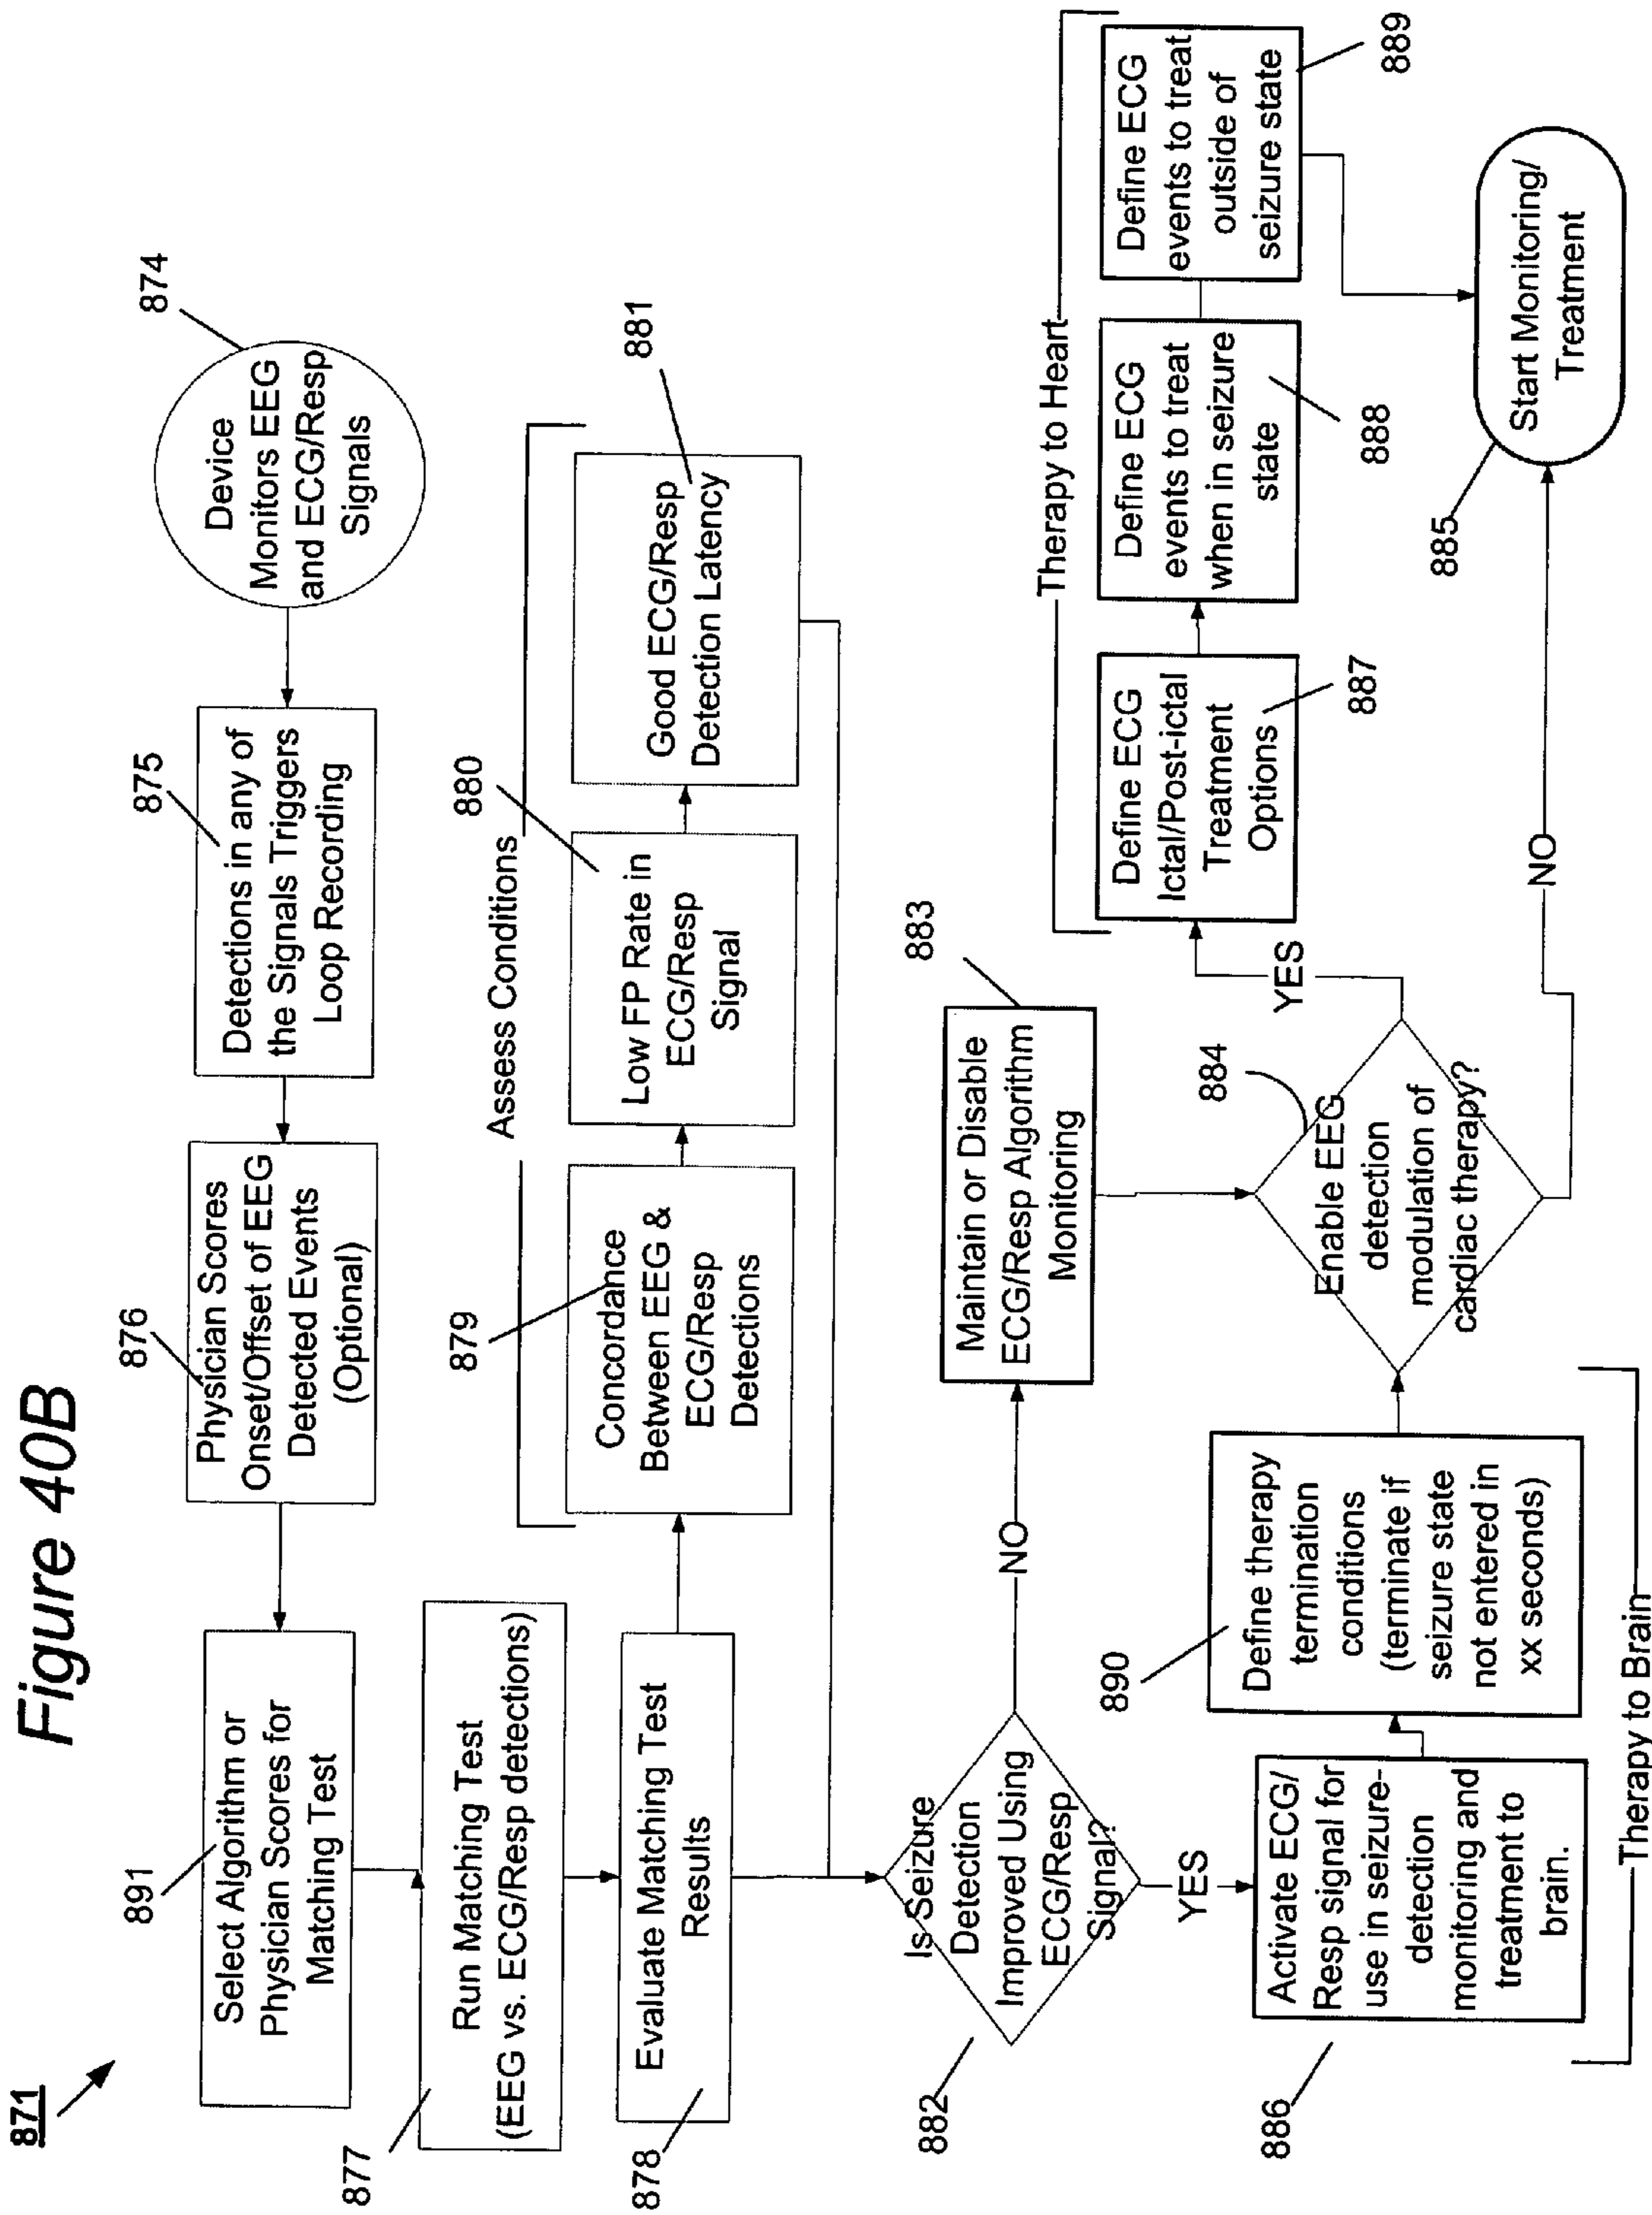 Figure 40B
871
874
Device
Monitors EEG
and ECG/Resp
Signals
875
Detections in any of
the Signals Triggers
Loop Recording
876
Physician Scores
Onset/Offset of EEG
Detected Events
(Optional)
891
Select Algorithm or
Physician Scores for
Matching Test
877
Run Matching Test
(EEG vs. ECG/Resp detections)
878
Evaluate Matching Test
Results
Assess Conditions
879
Concordance
Between EEG &
ECG/Resp
Detections
880
Low FP Rate in
ECG/Resp
Signal
881
Good ECG/Resp
Detection Latency
882
Is Seizure
Detection
Improved Using
ECG/Resp
Signal?
NO
883
Maintain or Disable
ECG/Resp Algorithm
Monitoring
YES
886
Activate ECG/
Resp signal for
use in seizure-
detection
monitoring and
treatment to
brain.
890
Define therapy
termination
conditions
(terminate if
seizure state
not entered in
xx seconds)
Therapy to Brain
884
Enable EEG
detection
modulation of
cardiac therapy?
YES
NO
Therapy to Heart
Define ECG
Ictal/Post-ictal
Treatment
Options
887
Define ECG
events to treat
when in seizure
state
888
Define ECG
events to treat
outside of
seizure state
889
885
Start Monitoring/
Treatment